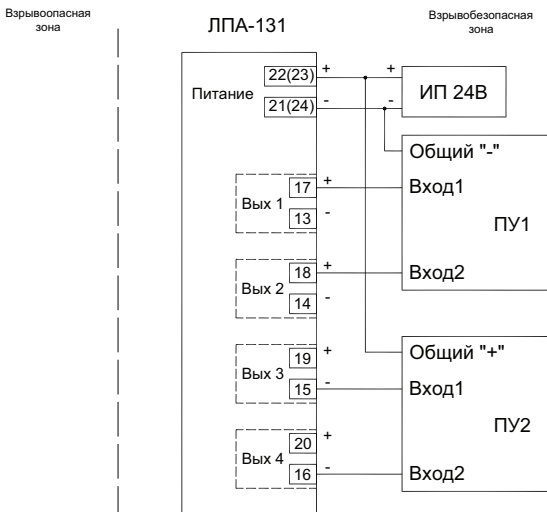 Взрывоопасная
зона
ЛПА-131
Взрывобезопасная
зона
Питание
22(23)
+
+
21(24)
-
-
ИП 24В
Общий "-"
Вых 1
17
+
Вход1
13
-
ПУ1
Вых 2
18
+
Вход2
14
-
Общий "+"
Вых 3
19
+
15
-
Вход1
ПУ2
Вых 4
20
+
16
-
Вход2